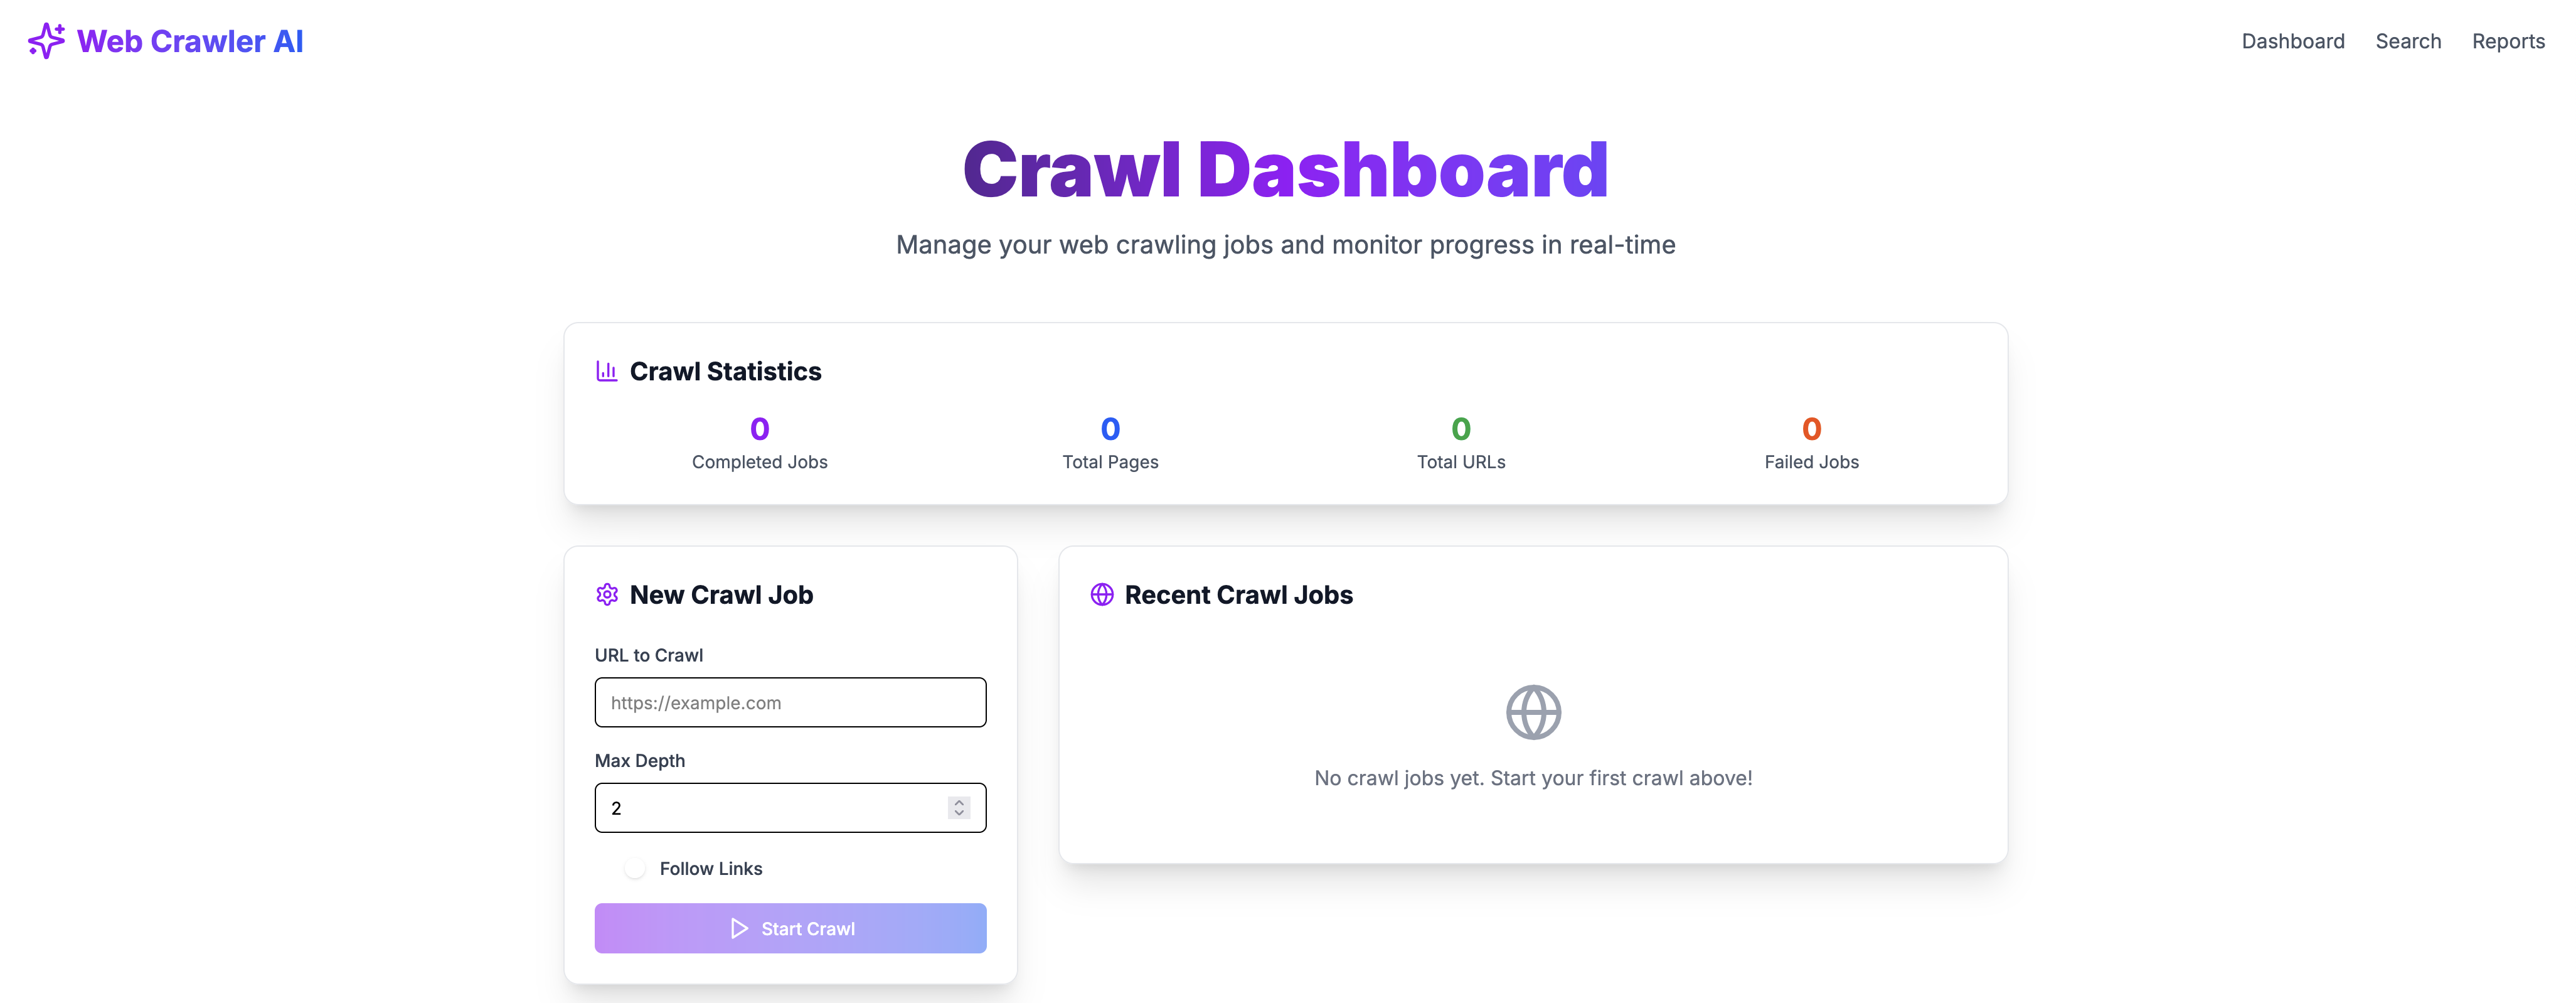 Web Crawler AI
Dashboard Search Reports
Crawl Dashboard
Manage your web crawling jobs and monitor progress in real-time
Crawl Statistics
0 0 0 0
Completed Jobs Total Pages Total URLs Failed Jobs
New Crawl Job
URL to Crawl
https://example.com
Max Depth
2
Follow Links
Start Crawl
Recent Crawl Jobs
No crawl jobs yet. Start your first crawl above!